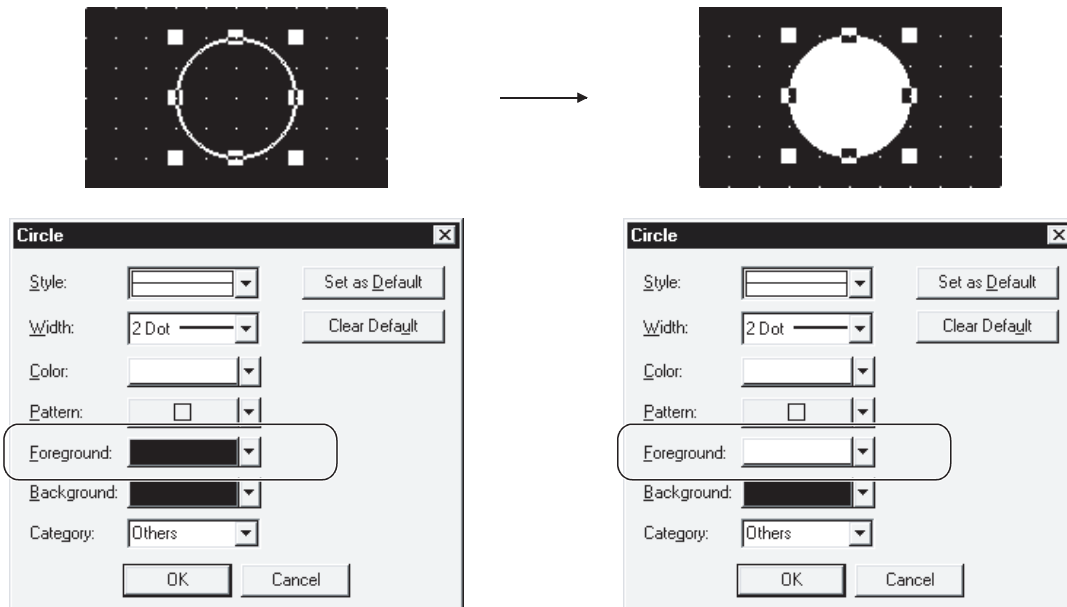 Circle
Style:
Set as Default
Width:
2 Dot
Clear Default
Color:
Pattern:
Foreground:
Background:
Category:
Others
OK
Cancel
Circle
Style:
Set as Default
Width:
2 Dot
Clear Default
Color:
Pattern:
Foreground:
Background:
Category:
Others
OK
Cancel